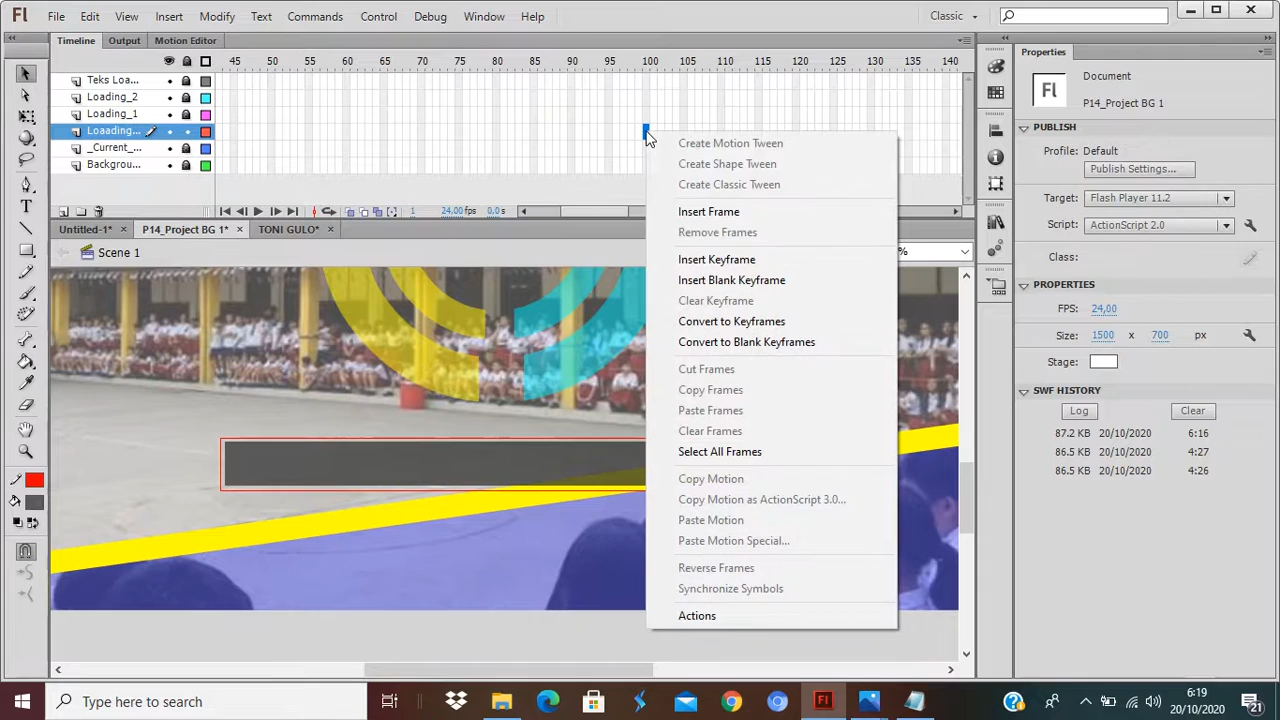 Fl File Edit View Insert Modify Text Commands Control Debug Window Help Classic
Timeline Output Motion Editor
45 50 55 60 65 70 75 80 85 90 95 100 105 110 115 120 125 130 135 140
Teks Loa...
Loading_2
Loading_1
Loaading...
_Current_...
Backgrou...
1 24,00 fps 0,0 s
Untitled-1* × P14_Project BG 1* × TONI GULO* ×
Scene 1
%
Create Motion Tween
Create Shape Tween
Create Classic Tween
Insert Frame
Remove Frames
Insert Keyframe
Insert Blank Keyframe
Clear Keyframe
Convert to Keyframes
Convert to Blank Keyframes
Cut Frames
Copy Frames
Paste Frames
Clear Frames
Select All Frames
Copy Motion
Copy Motion as ActionScript 3.0...
Paste Motion
Paste Motion Special...
Reverse Frames
Synchronize Symbols
Actions
Properties
Fl
Document
P14_Project BG 1
PUBLISH
Profile: Default
Publish Settings...
Target: Flash Player 11.2
Script: ActionScript 2.0
Class:
PROPERTIES
FPS: 24,00
Size: 1500 x 700 px
Stage:
SWF HISTORY
Log Clear
87.2 KB 20/10/2020 6:16
86.5 KB 20/10/2020 4:27
86.5 KB 20/10/2020 4:26
Type here to search
Fl
6:19
20/10/2020
21